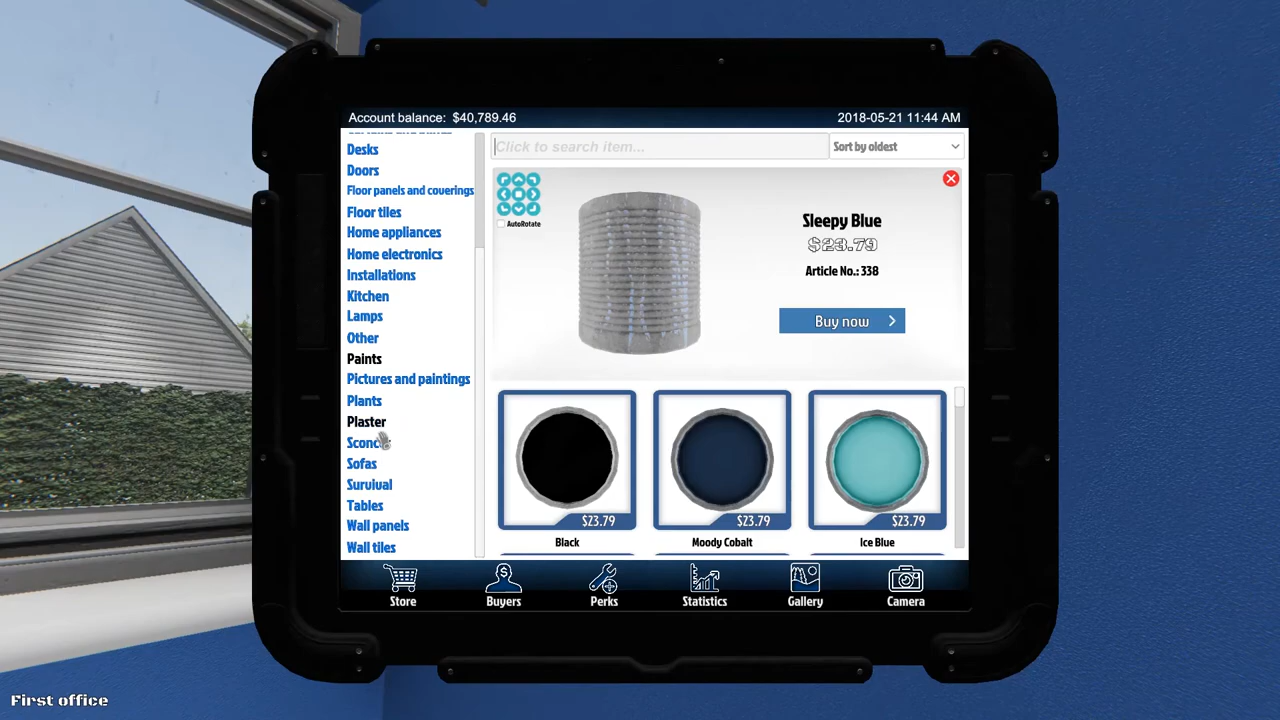 Account balance: $40,789.46
2018-05-21 11:44 AM
Desks
Doors
Floor panels and coverings
Floor tiles
Home appliances
Home electronics
Installations
Kitchen
Lamps
Other
Paints
Pictures and paintings
Plants
Plaster
Sofas
Survival
Tables
Wall panels
Wall tiles
Click to search item...
Sort by oldest
AutoRotate
Sleepy Blue
$23.79
Article No.: 338
Buy now
$23.79
$23.79
$23.79
Black
Moody Cobalt
Ice Blue
Store
Buyers
Perks
Statistics
Gallery
Camera
First office